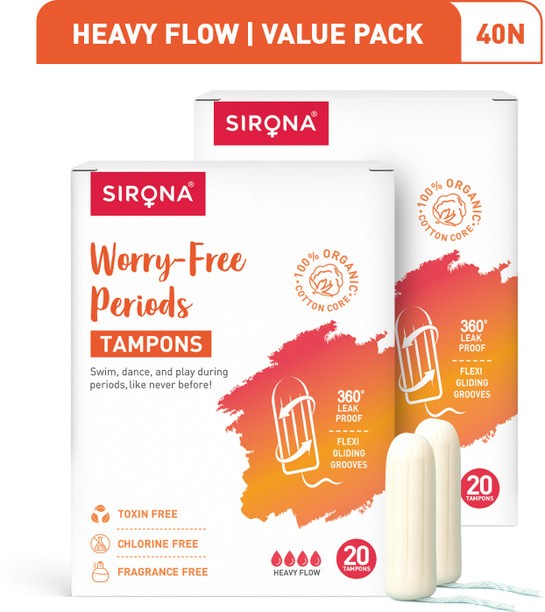 HEAVY FLOW | VALUE PACK
40N
SIRONA®
100% ORGANIC
COTTON CORE
360°
LEAK
PROOF
FLEXI
GLIDING
GROOVES
20
TAMPONS
SIRONA®
Worry-Free
Periods
TAMPONS
Swim, dance, and play during
periods, like never before!
100% ORGANIC
COTTON CORE
360°
LEAK
PROOF
FLEXI
GLIDING
GROOVES
TOXIN FREE
CHLORINE FREE
FRAGRANCE FREE
HEAVY FLOW
20
TAMPONS